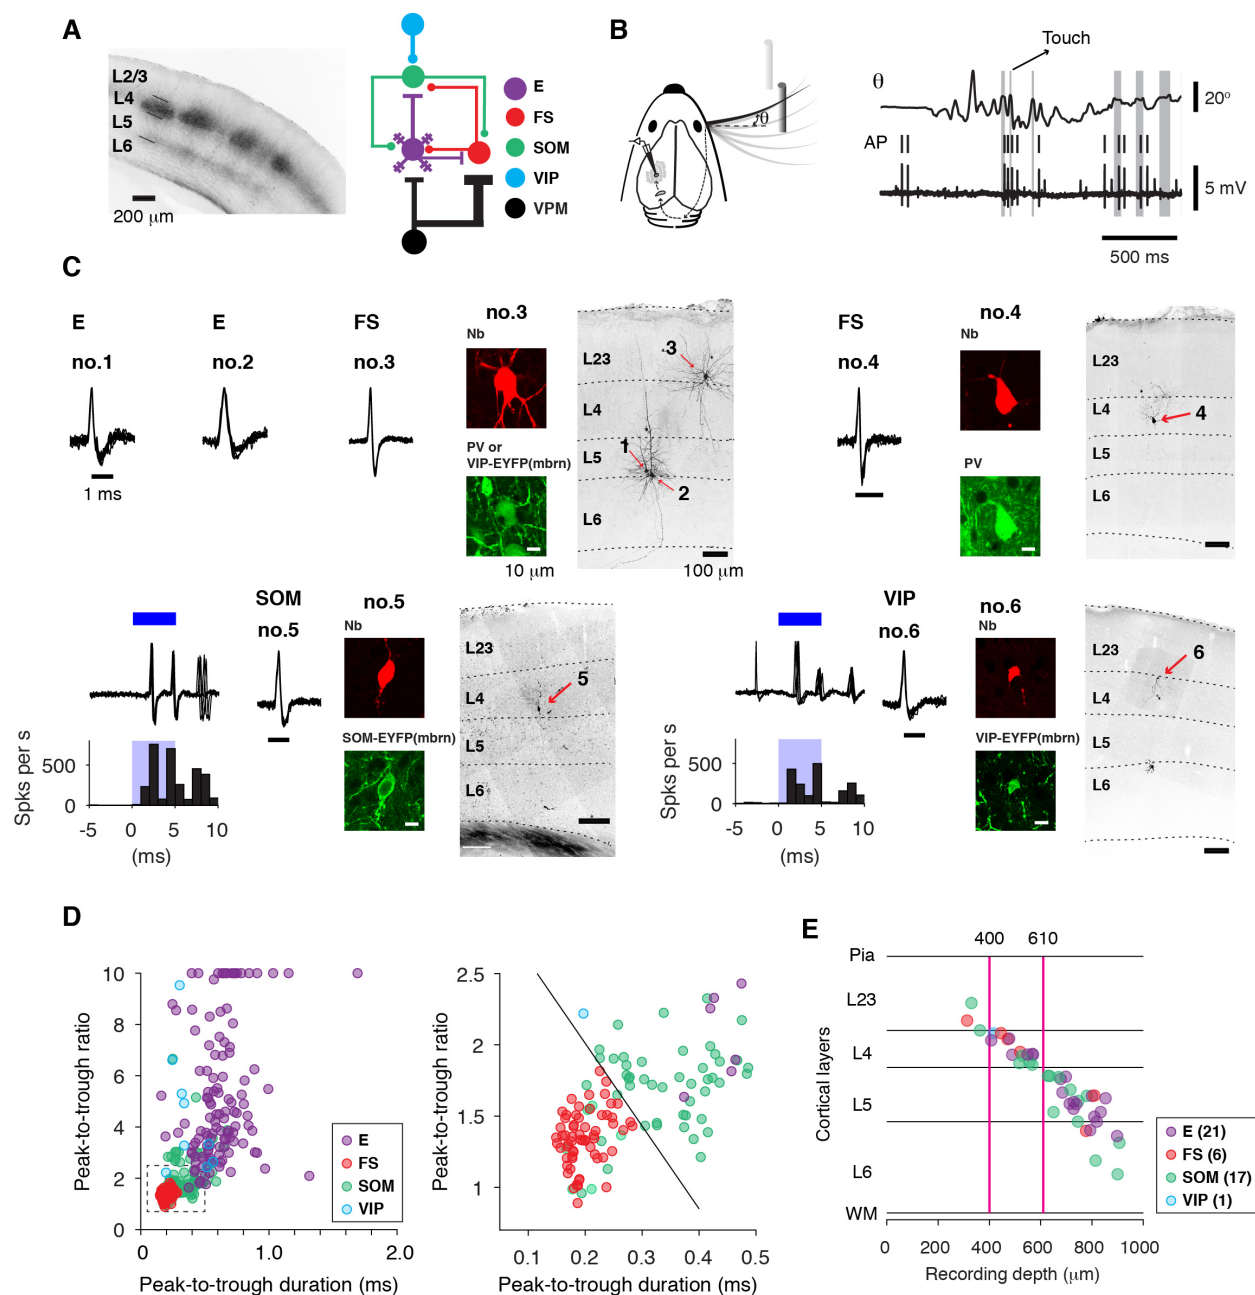 A
L2/3
L4
L5
L6
200 μm
E
FS
SOM
VIP
VPM
B
θ
Touch
θ
20°
AP
5 mV
500 ms
C
E
no.1
1 ms
E
no.2
FS
no.3
no.3
Nb
PV or
VIP-EYFP(mbrn)
10 μm
L23
L4
L5
L6
3
1
2
100 μm
FS
no.4
no.4
Nb
PV
L23
L4
L5
L6
4
SOM
no.5
Spks per s
500
0
-5
0
5
10
(ms)
no.5
Nb
SOM-EYFP(mbrn)
L23
L4
L5
L6
5
VIP
no.6
Spks per s
500
0
-5
0
5
10
(ms)
no.6
Nb
VIP-EYFP(mbrn)
L23
L4
L5
L6
6
D
Peak-to-trough ratio
10
8
6
4
2
0
0
1.0
2.0
Peak-to-trough duration (ms)
E
FS
SOM
VIP
Peak-to-trough ratio
2.5
2
1.5
1
0.1
0.2
0.3
0.4
0.5
Peak-to-trough duration (ms)
E
400
610
Cortical layers
Pia
L23
L4
L5
L6
WM
0
200
400
600
800
1000
Recording depth (μm)
E (21)
FS (6)
SOM (17)
VIP (1)